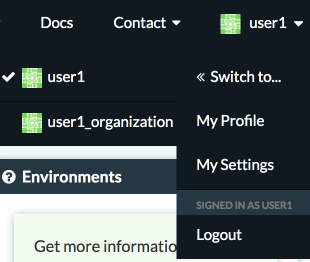 Docs Contact user1
user1 « Switch to...
user1_organization
My Profile
My Settings
Environments
SIGNED IN AS USER1
Get more informatio
Logout